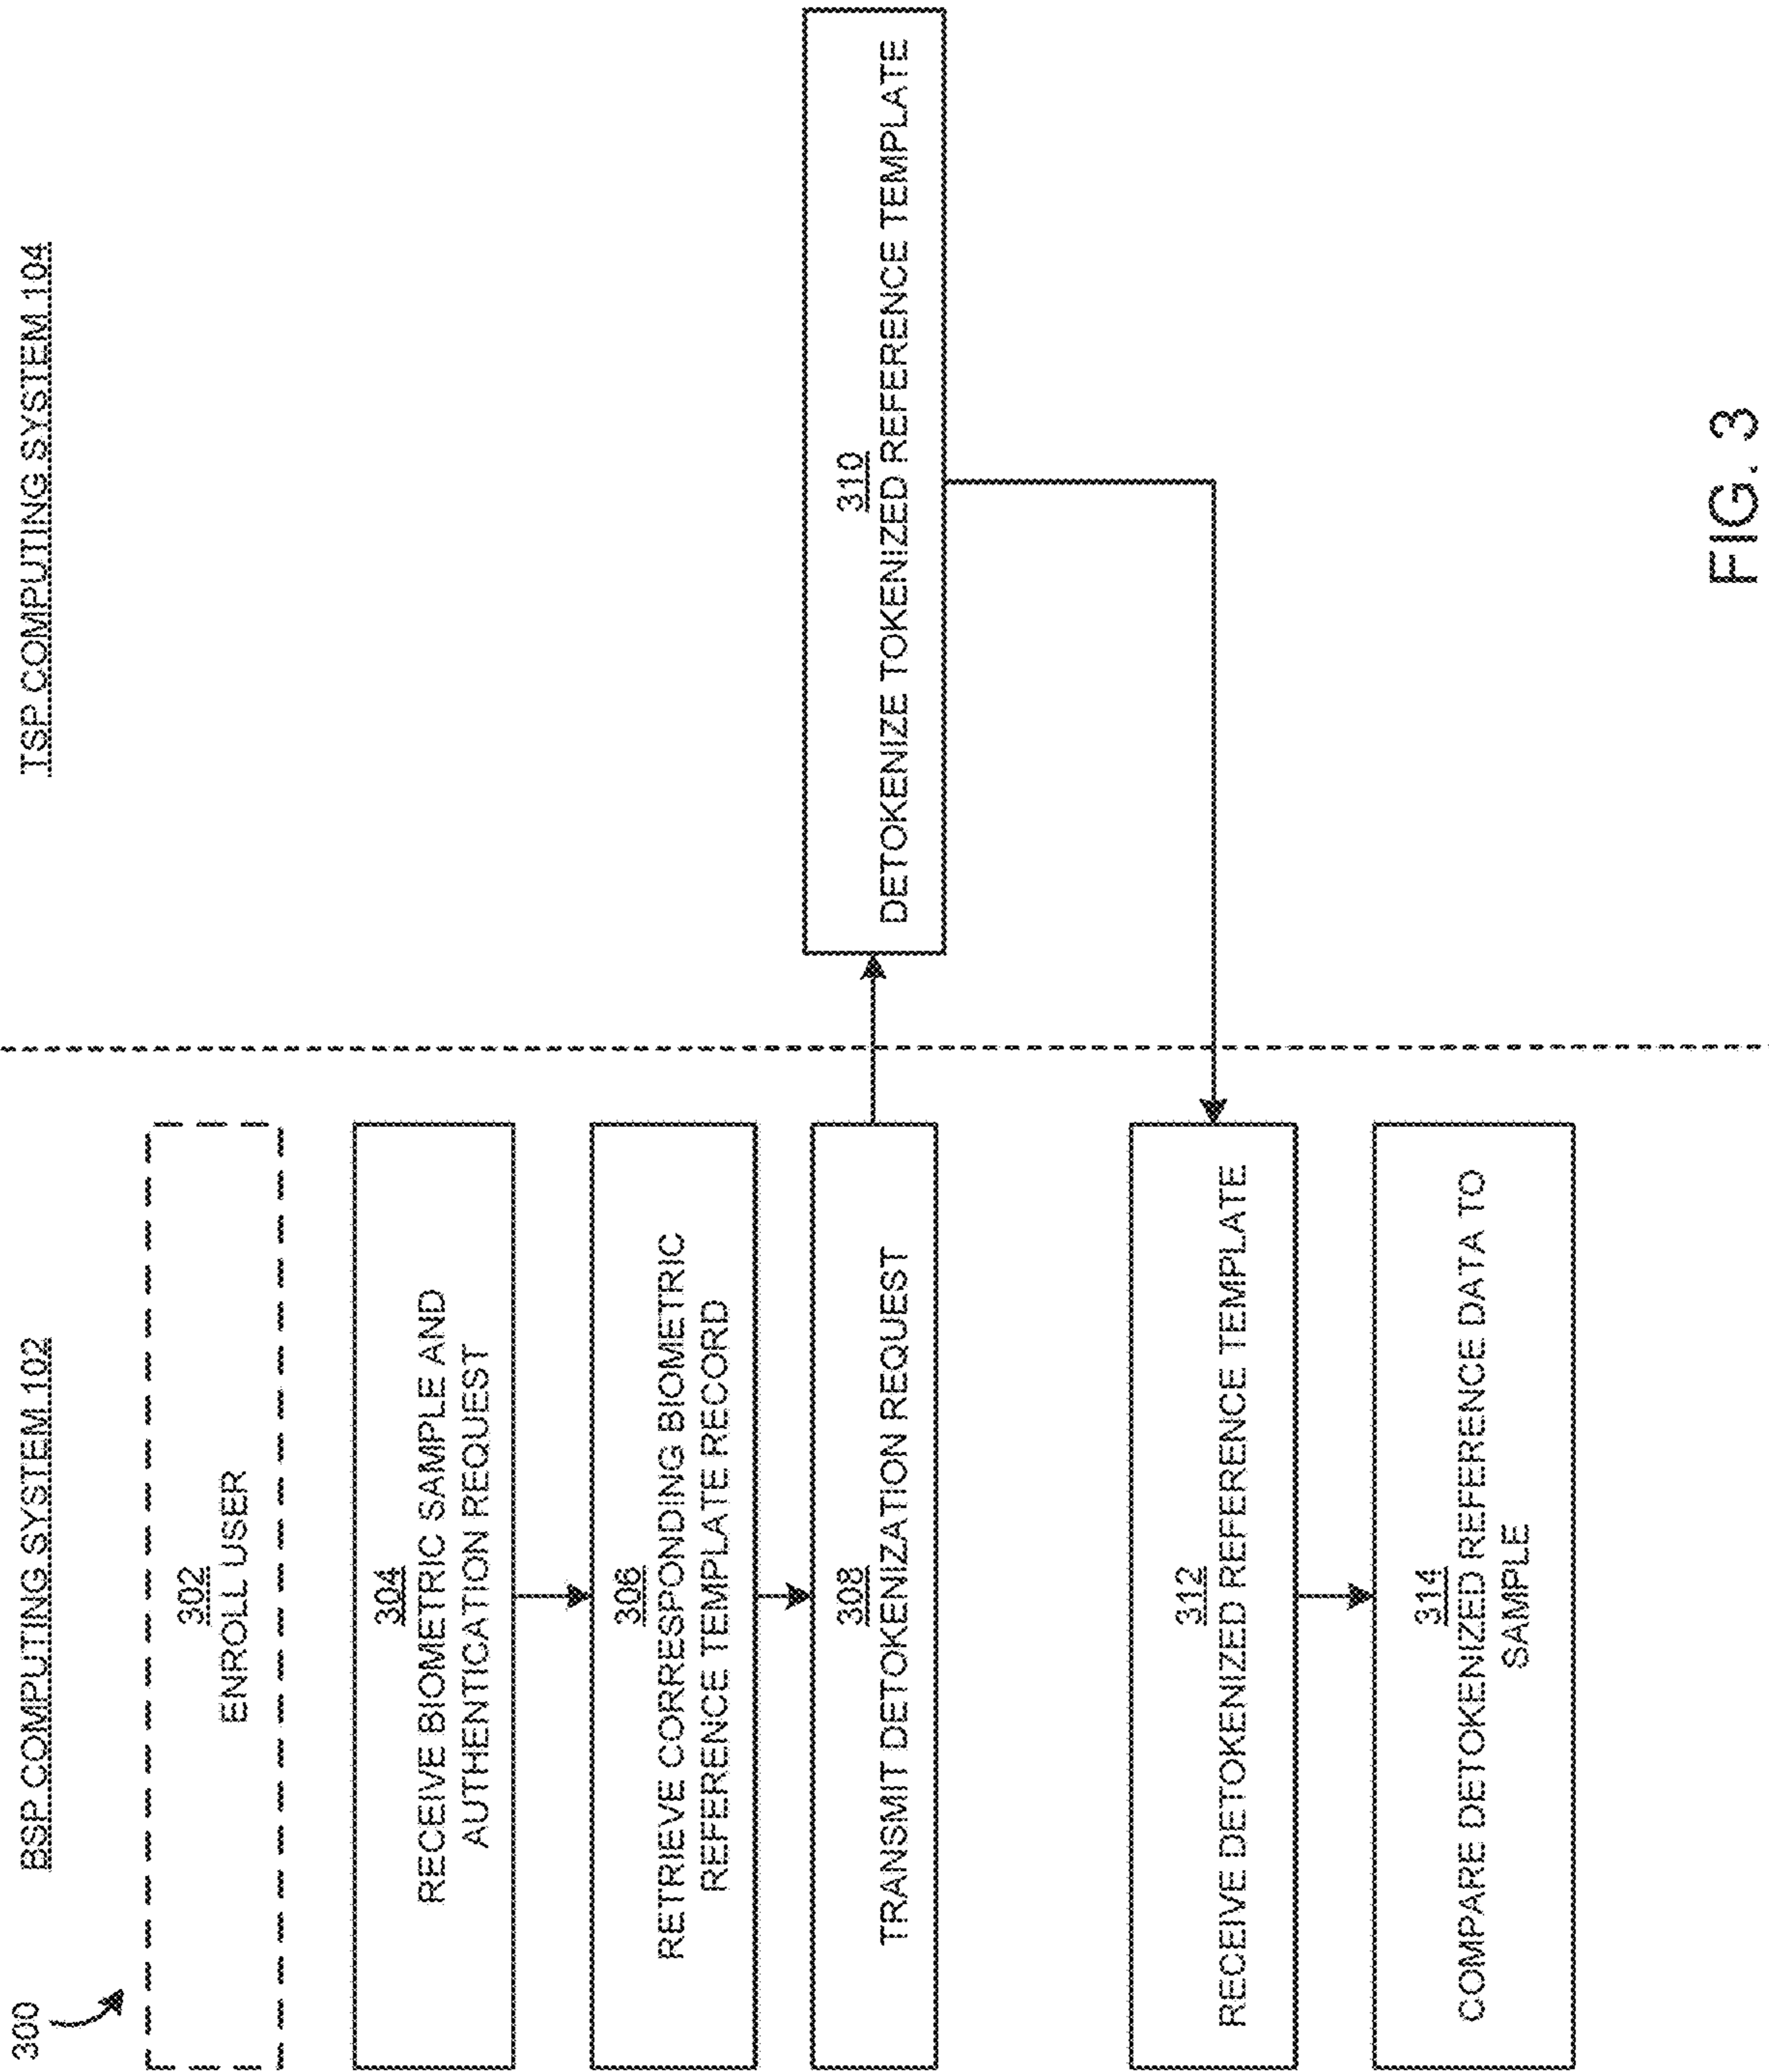 300
BSP COMPUTING SYSTEM 102
TSP COMPUTING SYSTEM 104
302
ENROLL USER
304
RECEIVE BIOMETRIC SAMPLE AND
AUTHENTICATION REQUEST
306
RETRIEVE CORRESPONDING BIOMETRIC
REFERENCE TEMPLATE RECORD
308
TRANSMIT DETOKENIZATION REQUEST
310
DETOKENIZE TOKENIZED REFERENCE TEMPLATE
312
RECEIVE DETOKENIZED REFERENCE TEMPLATE
314
COMPARE DETOKENIZED REFERENCE DATA TO
SAMPLE
FIG. 3